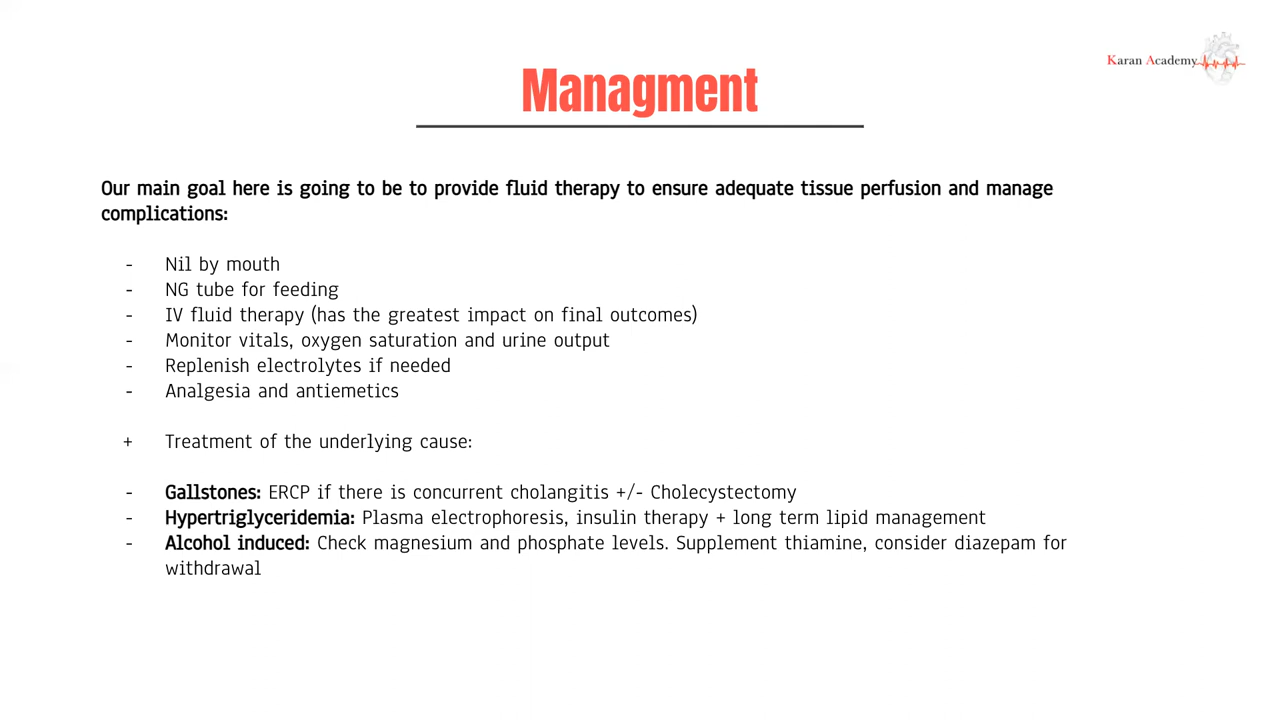 Karan Academy
Managment
Our main goal here is going to be to provide fluid therapy to ensure adequate tissue perfusion and manage
complications:
- Nil by mouth
- NG tube for feeding
- IV fluid therapy (has the greatest impact on final outcomes)
- Monitor vitals, oxygen saturation and urine output
- Replenish electrolytes if needed
- Analgesia and antiemetics
+ Treatment of the underlying cause:
- Gallstones: ERCP if there is concurrent cholangitis +/- Cholecystectomy
- Hypertriglyceridemia: Plasma electrophoresis, insulin therapy + long term lipid management
- Alcohol induced: Check magnesium and phosphate levels. Supplement thiamine, consider diazepam for
withdrawal